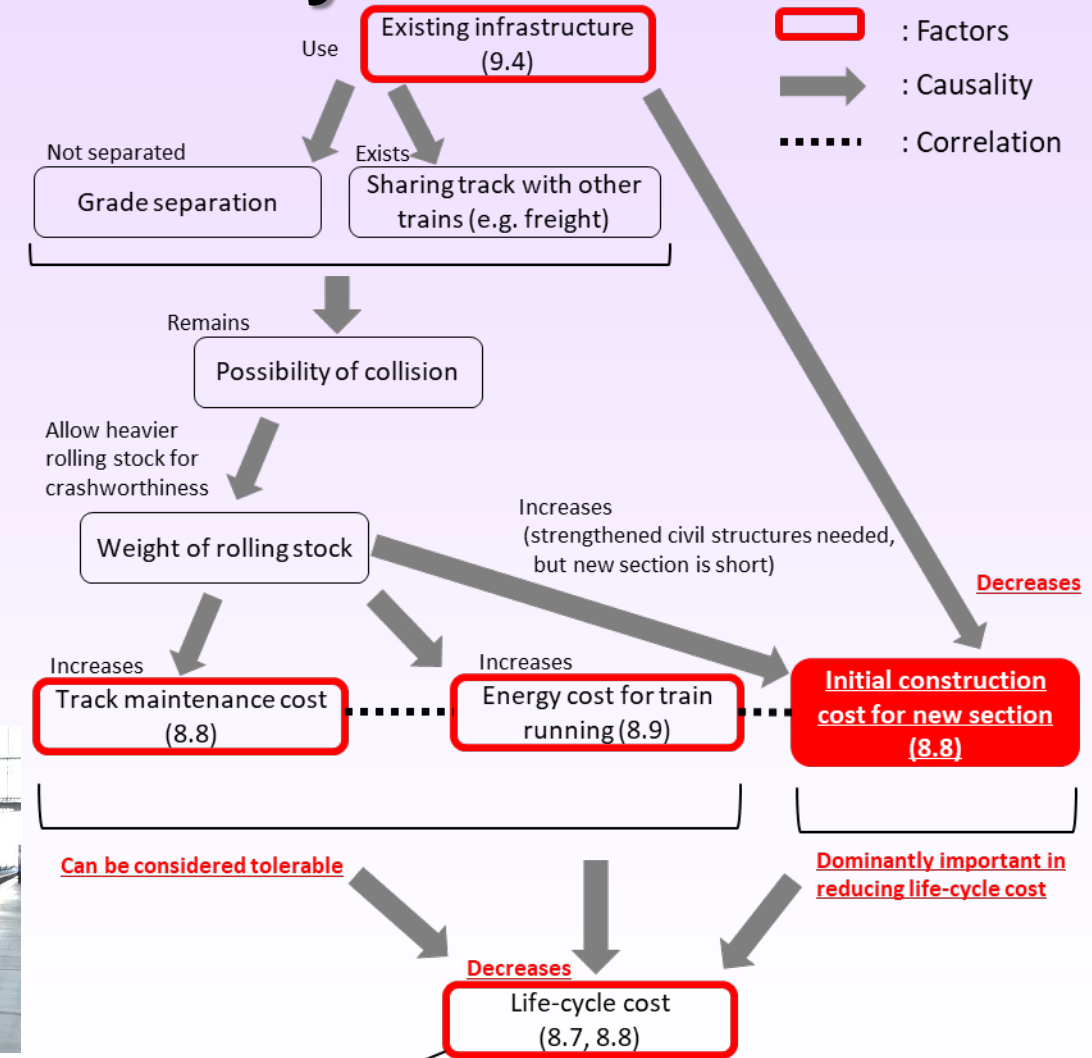 Existing infrastructure
(9.4)
Use
: Factors
: Causality
: Correlation
Not separated
Grade separation
Exists
Sharing track with other
trains (e.g. freight)
Remains
Possibility of collision
Allow heavier
rolling stock for
crashworthiness
Weight of rolling stock
Increases
(strengthened civil structures needed,
but new section is short)
Decreases
Increases
Track maintenance cost
(8.8)
Increases
Energy cost for train
running (8.9)
Initial construction
cost for new section
(8.8)
Can be considered tolerable
Dominantly important in
reducing life-cycle cost
Decreases
Life-cycle cost
(8.7, 8.8)